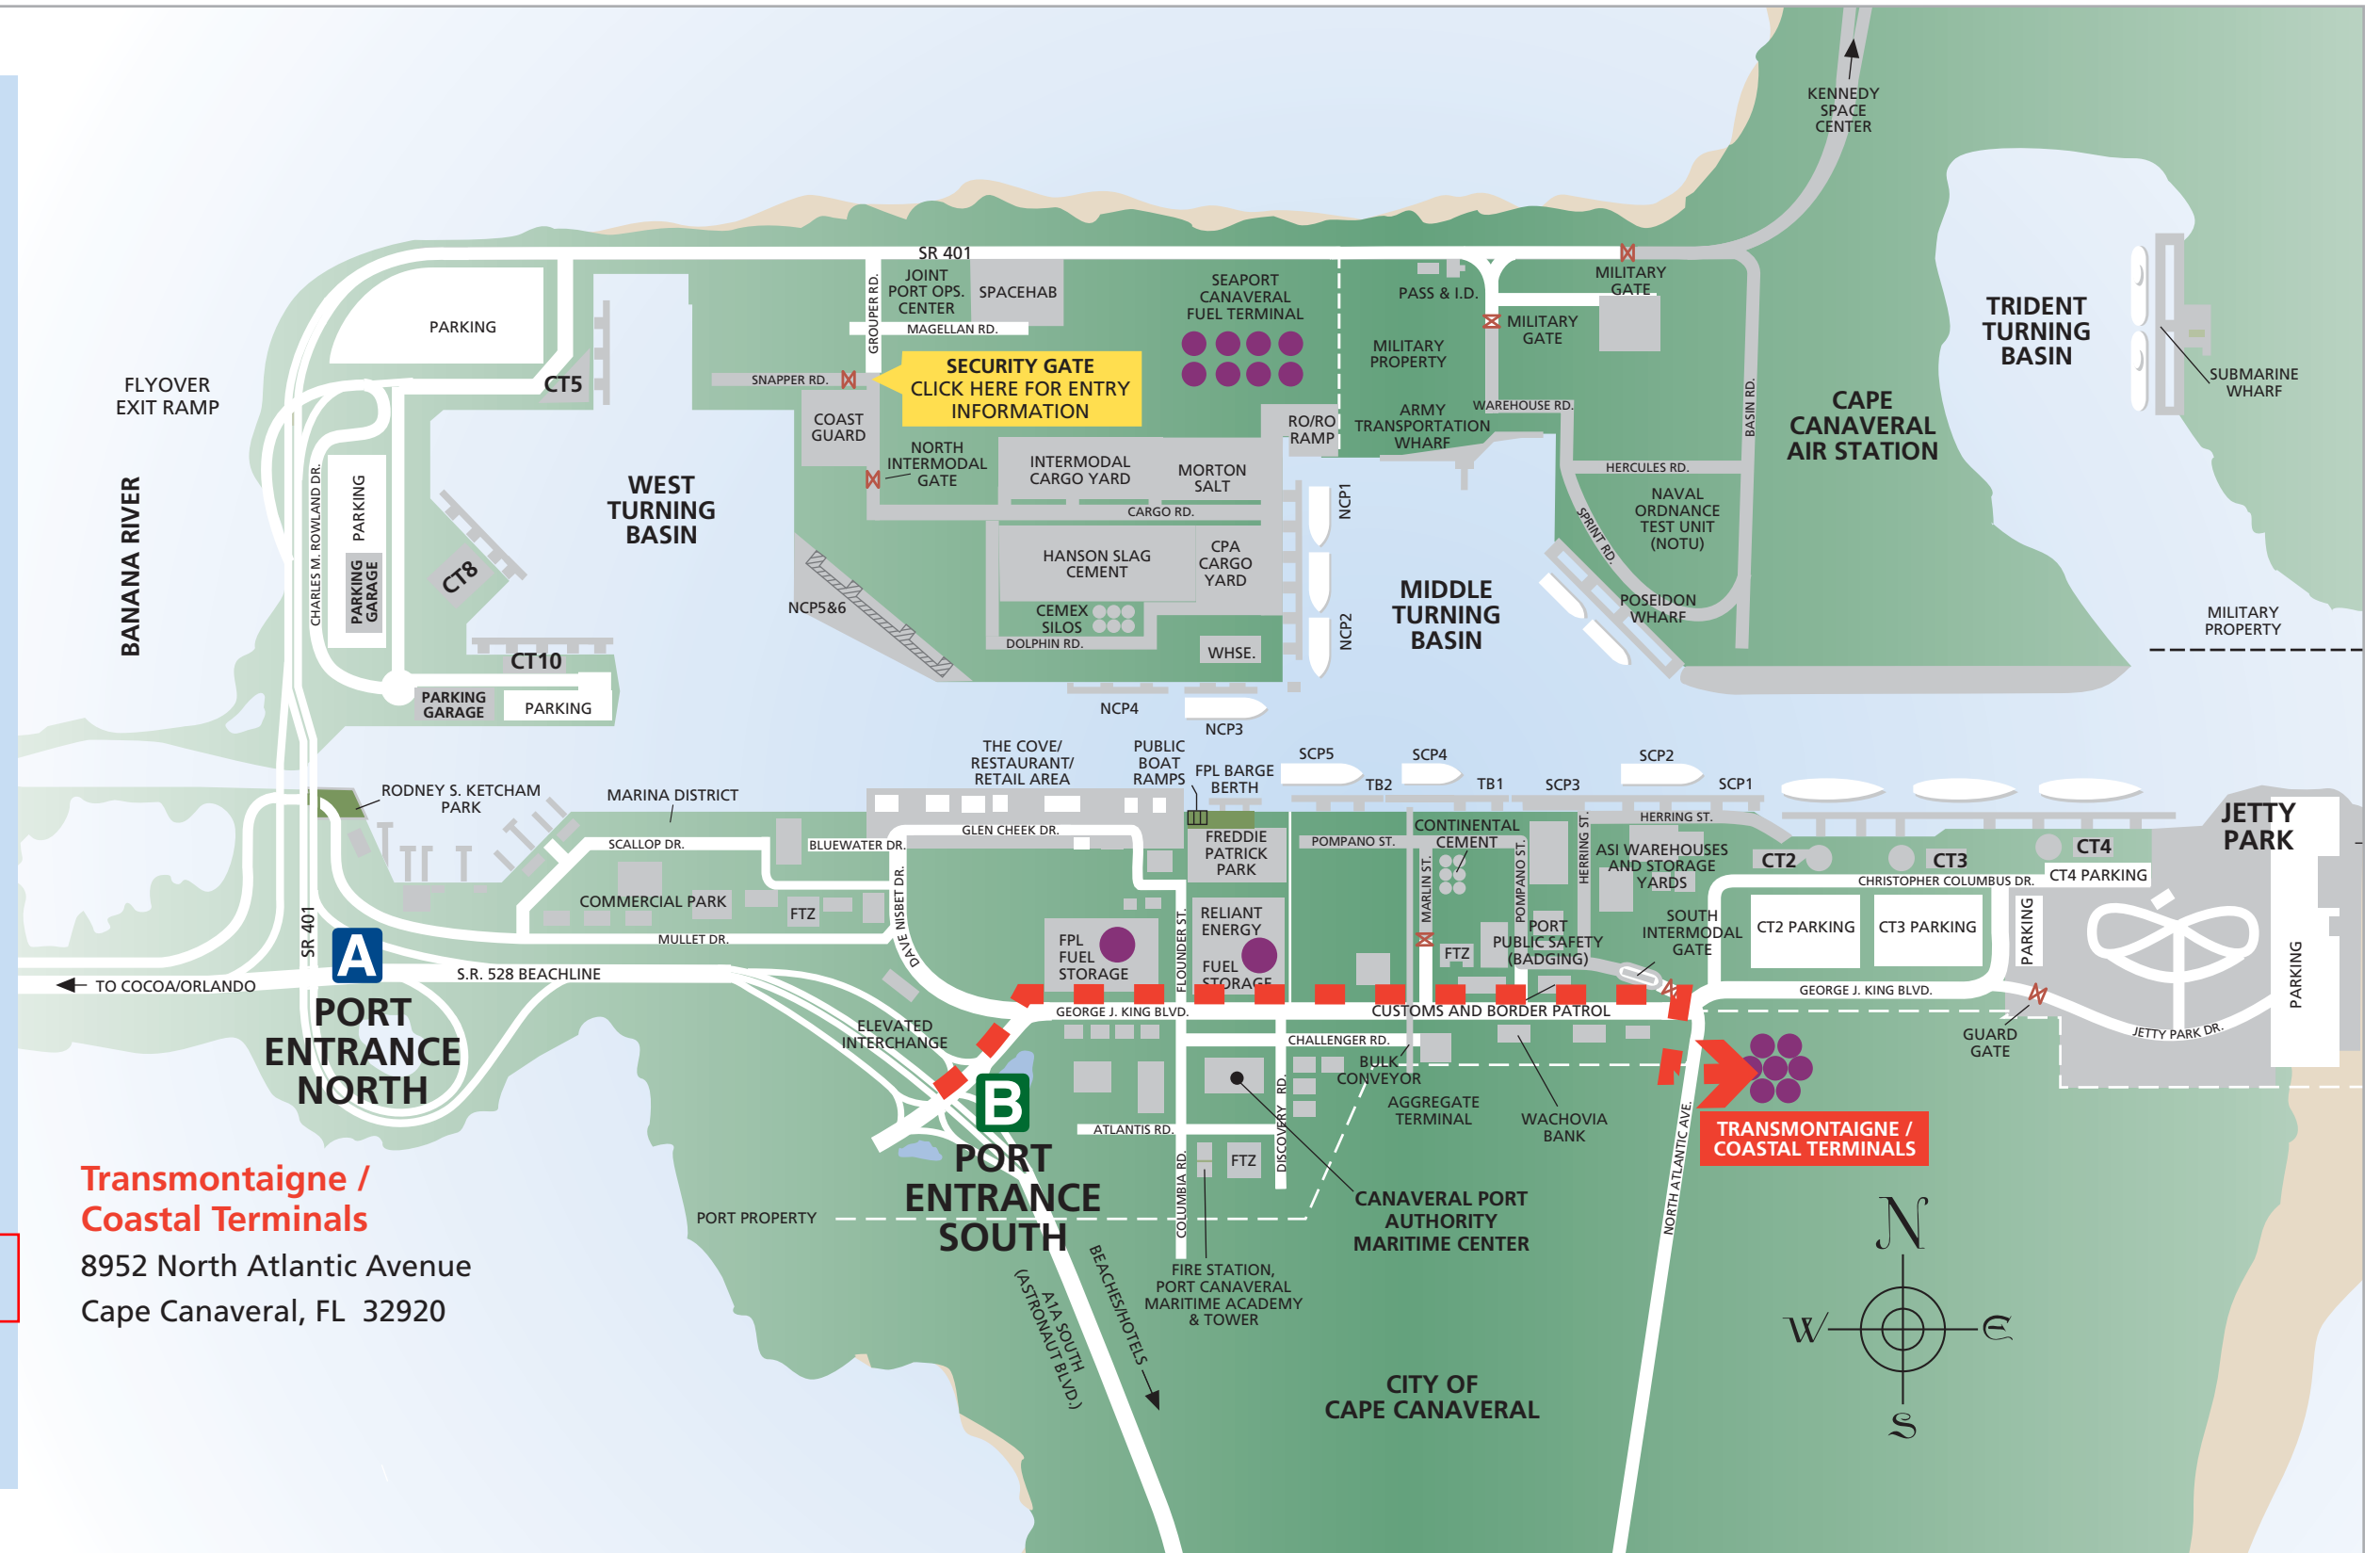 KENNEDY
SPACE
CENTER
SR 401
JOINT
PORT OPS.
CENTER
SPACEHAB
GROUPER RD.
MAGELLAN RD.
SEAPORT
CANAVERAL
FUEL TERMINAL
PASS & I.D.
MILITARY
GATE
MILITARY
GATE
MILITARY
PROPERTY
TRIDENT
TURNING
BASIN
SUBMARINE
WHARF
PARKING
FLYOVER
EXIT RAMP
CT5
SNAPPER RD.
SECURITY GATE
CLICK HERE FOR ENTRY
INFORMATION
COAST
GUARD
RO/RO
RAMP
ARMY
TRANSPORTATION
WHARF
WAREHOUSE RD.
BASIN RD.
CAPE
CANAVERAL
AIR STATION
NORTH
INTERMODAL
GATE
INTERMODAL
CARGO YARD
MORTON
SALT
HERCULES RD.
BANANA RIVER
CHARLES M. ROWLAND DR.
PARKING
PARKING
GARAGE
WEST
TURNING
BASIN
CARGO RD.
NCP1
NAVAL
ORDNANCE
TEST UNIT
(NOTU)
SPRINT RD.
CT8
HANSON SLAG
CEMENT
CPA
CARGO
YARD
NCP5&6
CEMEX
SILOS
DOLPHIN RD.
WHSE.
NCP2
MIDDLE
TURNING
BASIN
POSEIDON
WHARF
MILITARY
PROPERTY
CT10
PARKING
GARAGE
PARKING
NCP4
NCP3
THE COVE/
RESTAURANT/
RETAIL AREA
PUBLIC
BOAT
RAMPS
FPL BARGE
BERTH
SCP5
SCP4
SCP2
TB2
TB1
SCP3
SCP1
RODNEY S. KETCHAM
PARK
MARINA DISTRICT
SCALLOP DR.
BLUEWATER DR.
GLEN CHEEK DR.
FREDDIE
PATRICK
PARK
POMPANO ST.
CONTINENTAL
CEMENT
HERRING ST.
HERRING ST.
ASI WAREHOUSES
AND STORAGE
YARDS
JETTY
PARK
CT2
CT3
CT4
CHRISTOPHER COLUMBUS DR.
CT4 PARKING
COMMERCIAL PARK
FTZ
MULLET DR.
DAVE NISBET DR.
FPL
FUEL
STORAGE
FLOUNDER ST.
RELIANT
ENERGY
FUEL
STORAGE
MARLIN ST.
POMPANO ST.
FTZ
PORT
PUBLIC SAFETY
(BADGING)
SOUTH
INTERMODAL
GATE
CT2 PARKING
CT3 PARKING
PARKING
PARKING
SR 401
A
S.R. 528 BEACHLINE
TO COCOA/ORLANDO
PORT
ENTRANCE
NORTH
ELEVATED
INTERCHANGE
GEORGE J. KING BLVD.
CUSTOMS AND BORDER PATROL
GEORGE J. KING BLVD.
GUARD
GATE
JETTY PARK DR.
CHALLENGER RD.
BULK
CONVEYOR
AGGREGATE
TERMINAL
WACHOVIA
BANK
B
PORT
ENTRANCE
SOUTH
ATLANTIS RD.
COLUMBIA RD.
FTZ
DISCOVERY RD.
NORTH ATLANTIC AVE.
TRANSMONTAIGNE /
COASTAL TERMINALS
CANAVERAL PORT
AUTHORITY
MARITIME CENTER
PORT PROPERTY
FIRE STATION,
PORT CANAVERAL
MARITIME ACADEMY
& TOWER
BEACHES/HOTELS
A1A SOUTH
(ASTRONAUT BLVD.)
Transmontaigne /
Coastal Terminals
8952 North Atlantic Avenue
Cape Canaveral, FL 32920
CITY OF
CAPE CANAVERAL
N
W
E
S